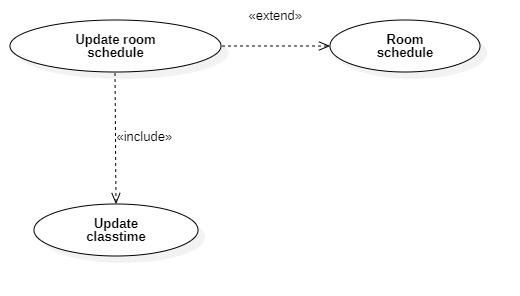 «extend»
Update room
schedule
Room
schedule
«include»
Update
classtime